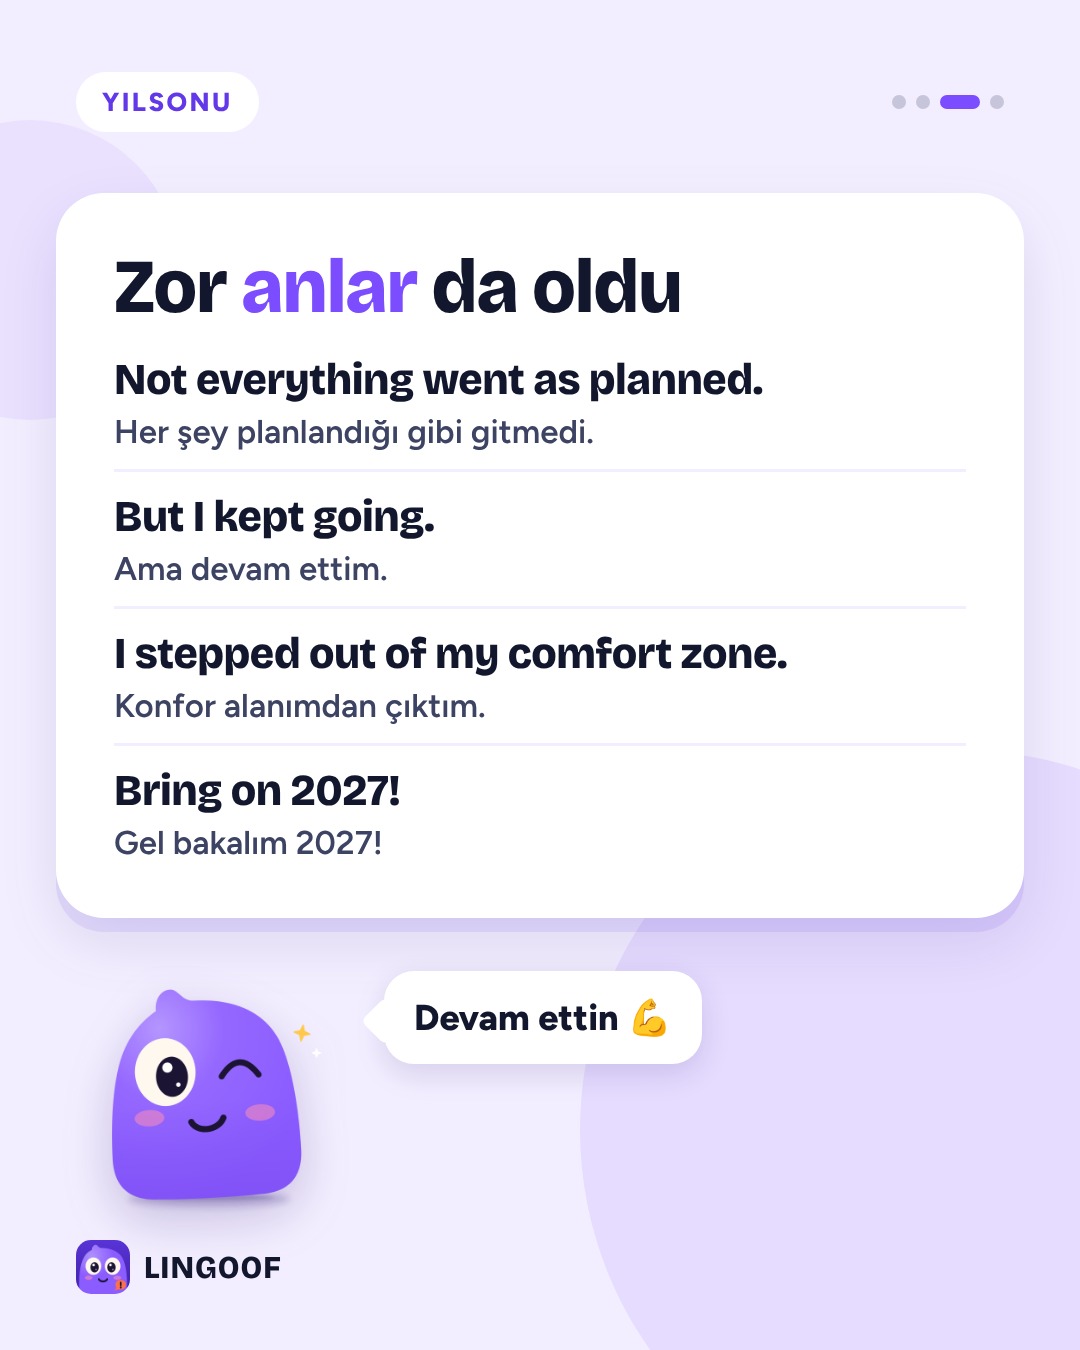 YILSONU
Zor anlar da oldu
Not everything went as planned.
Her şey planlandığı gibi gitmedi.
But I kept going.
Ama devam ettim.
I stepped out of my comfort zone.
Konfor alanımdan çıktım.
Bring on 2027!
Gel bakalım 2027!
Devam ettin 💪
LINGOOF